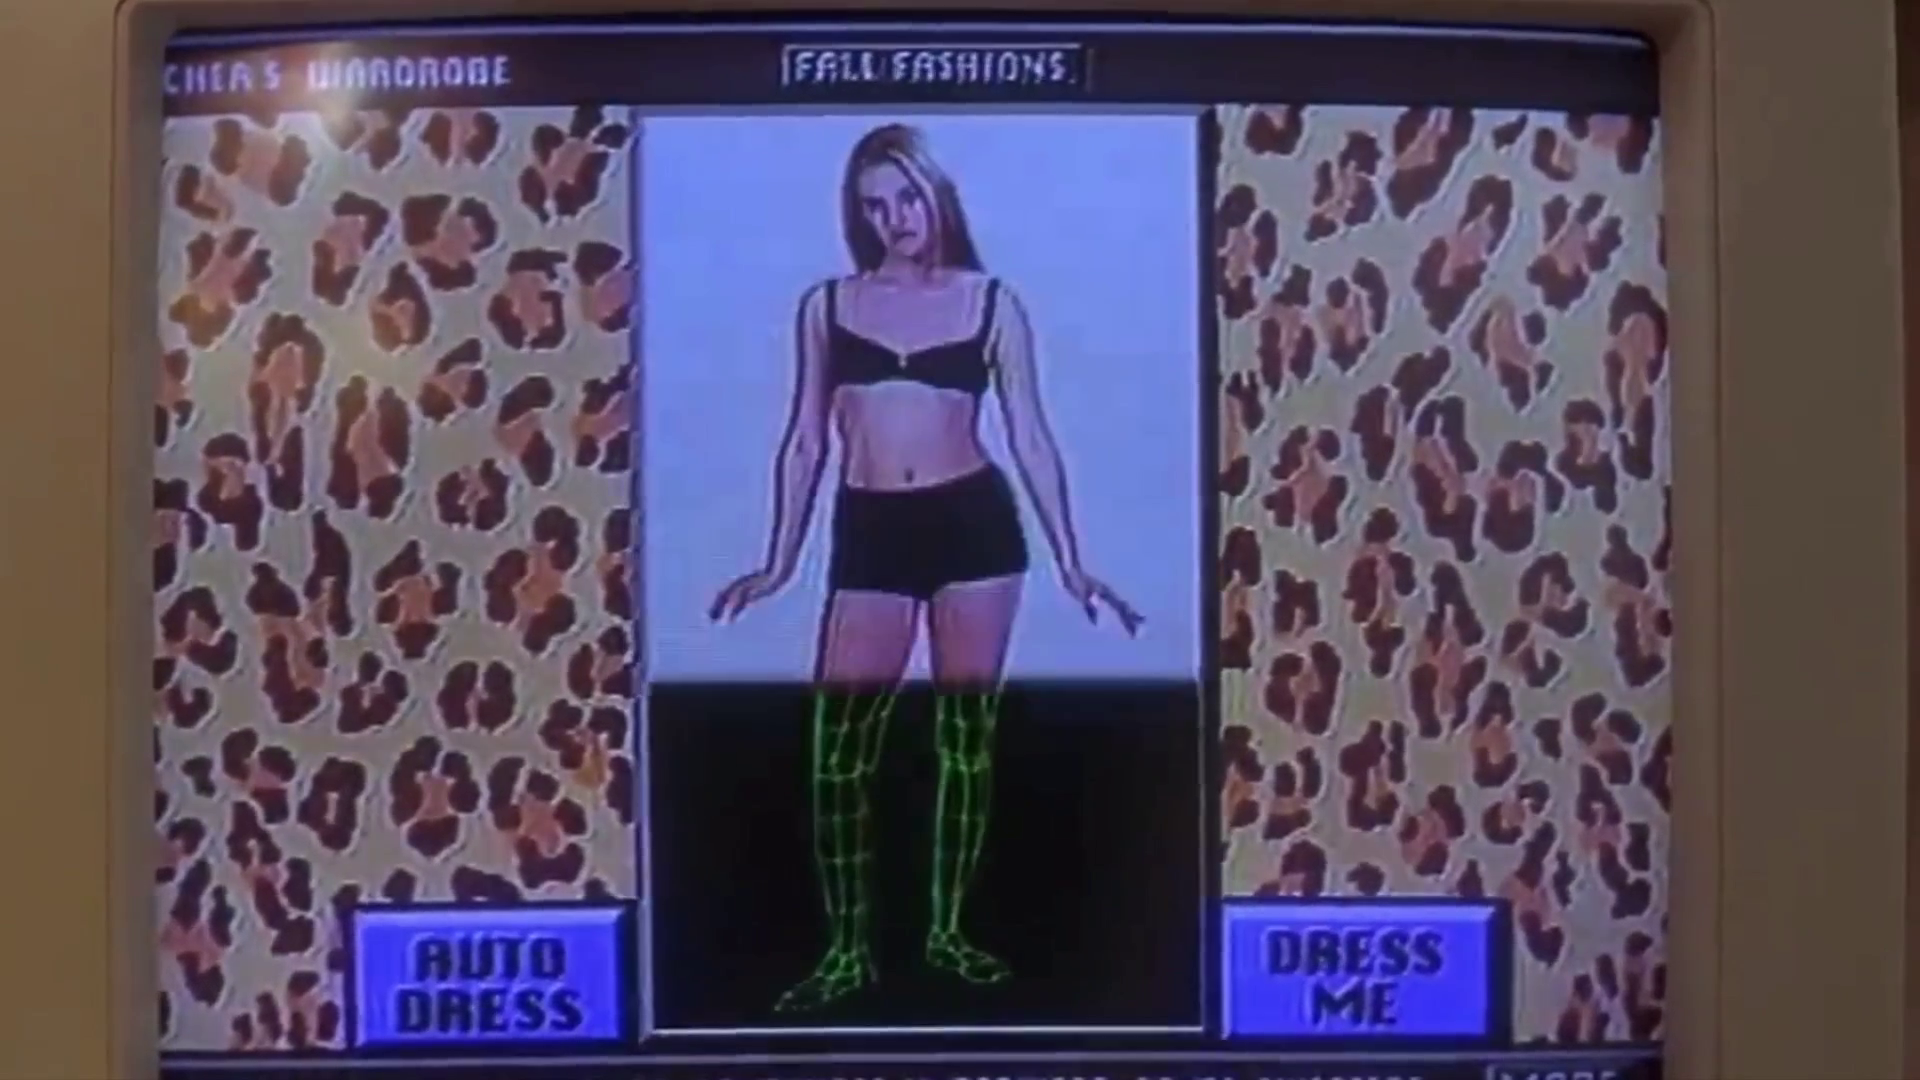 CHER'S WARDROBE
FALL FASHIONS
AUTO
DRESS
DRESS
ME